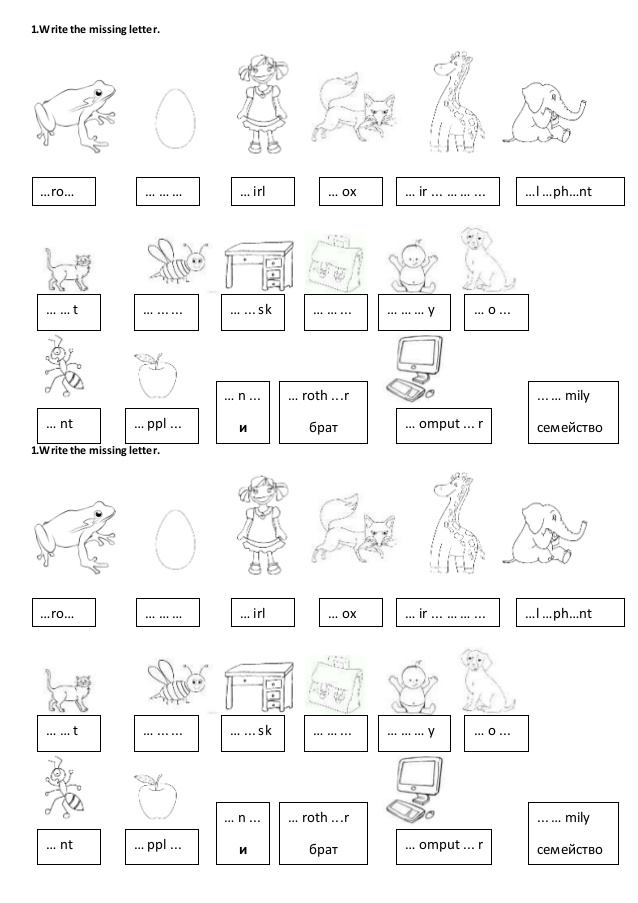 1.Write the missing letter.
...ro... ... ... ... ... irl ... ox ... ir ... ... ... ... ...l ...ph...nt
... ... t ... ... ... ... ... sk ... ... ... ... ... ... y ... o ...
... nt ... ppl ... ... n ... ... roth ...r ... omput ... r ... ... mily
и брат семейство
1.Write the missing letter.
...ro... ... ... ... ... irl ... ox ... ir ... ... ... ... ...l ...ph...nt
... ... t ... ... ... ... ... sk ... ... ... ... ... ... y ... o ...
... nt ... ppl ... ... n ... ... roth ...r ... omput ... r ... ... mily
и брат семейство